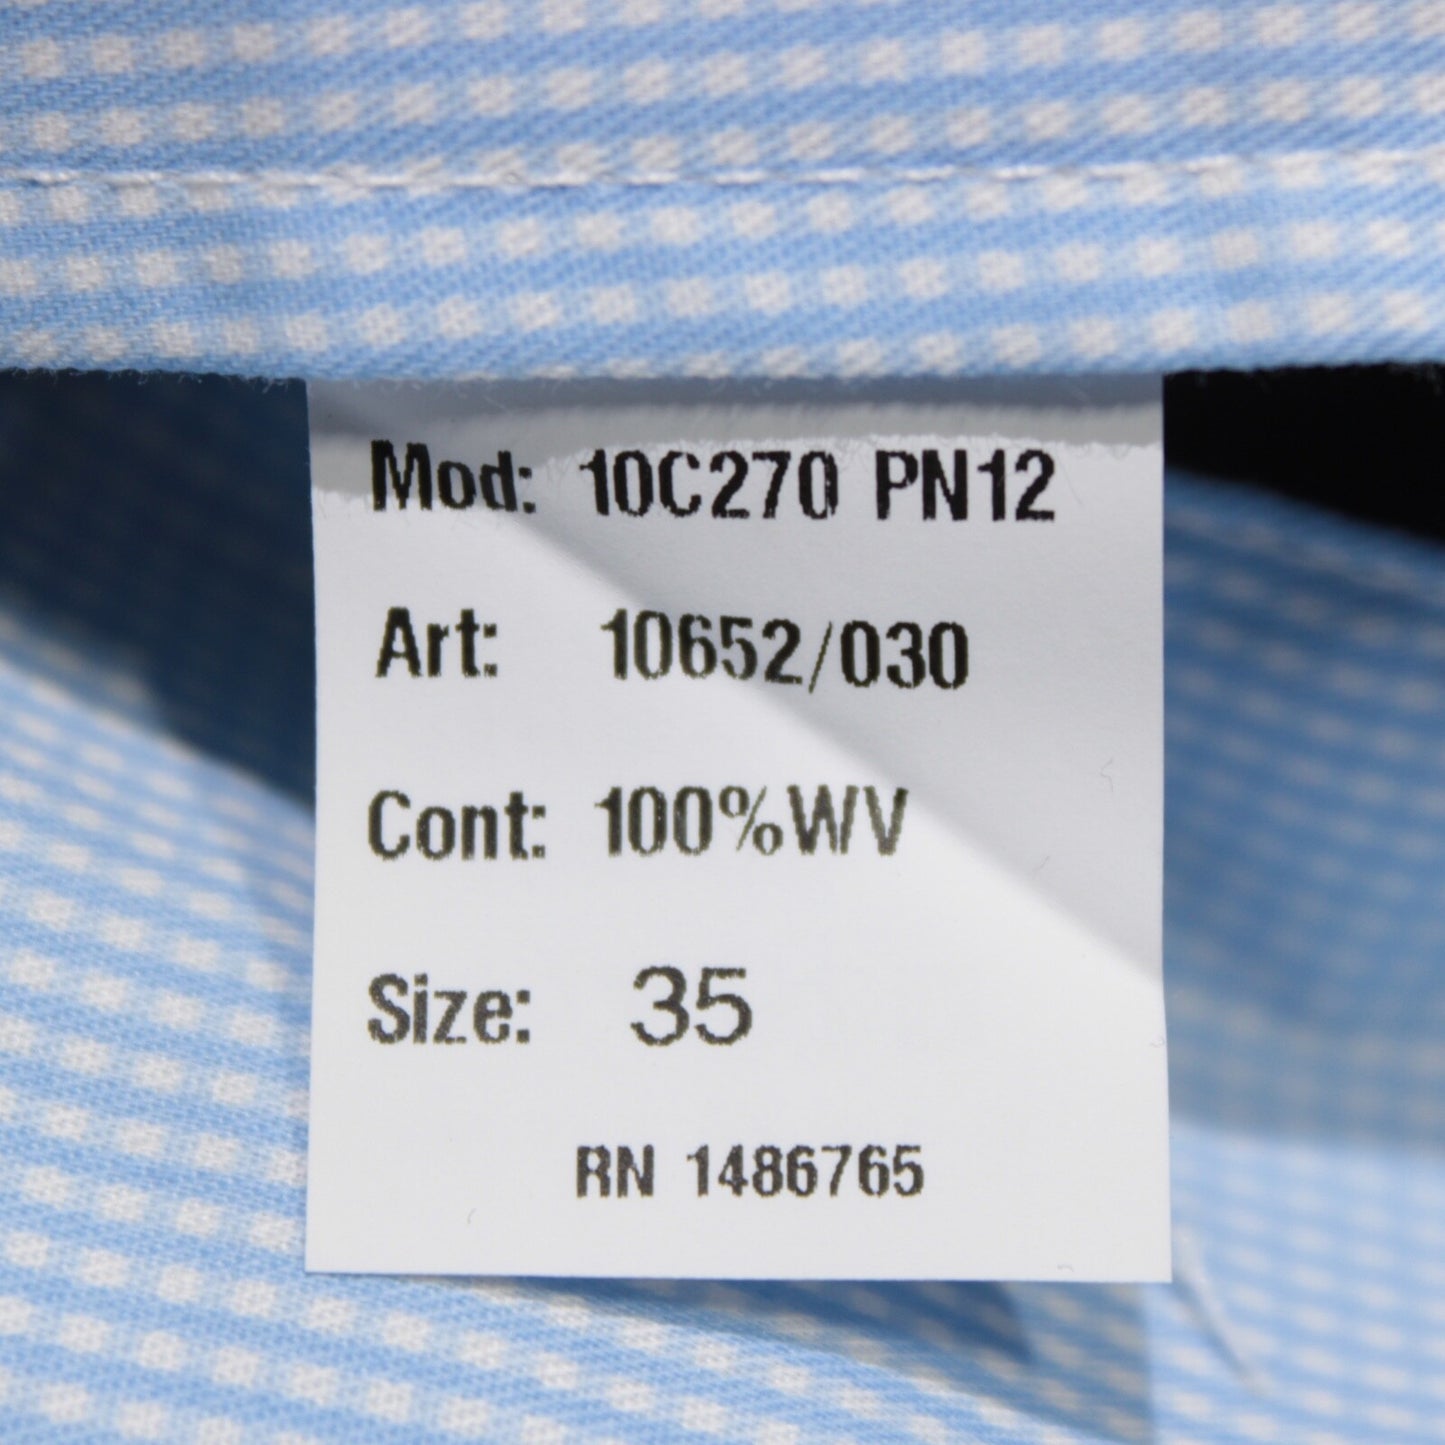 Mod: 10C270 PN12
Art: 10652/030
Cont: 100%WV
Size: 35
RN 1486765